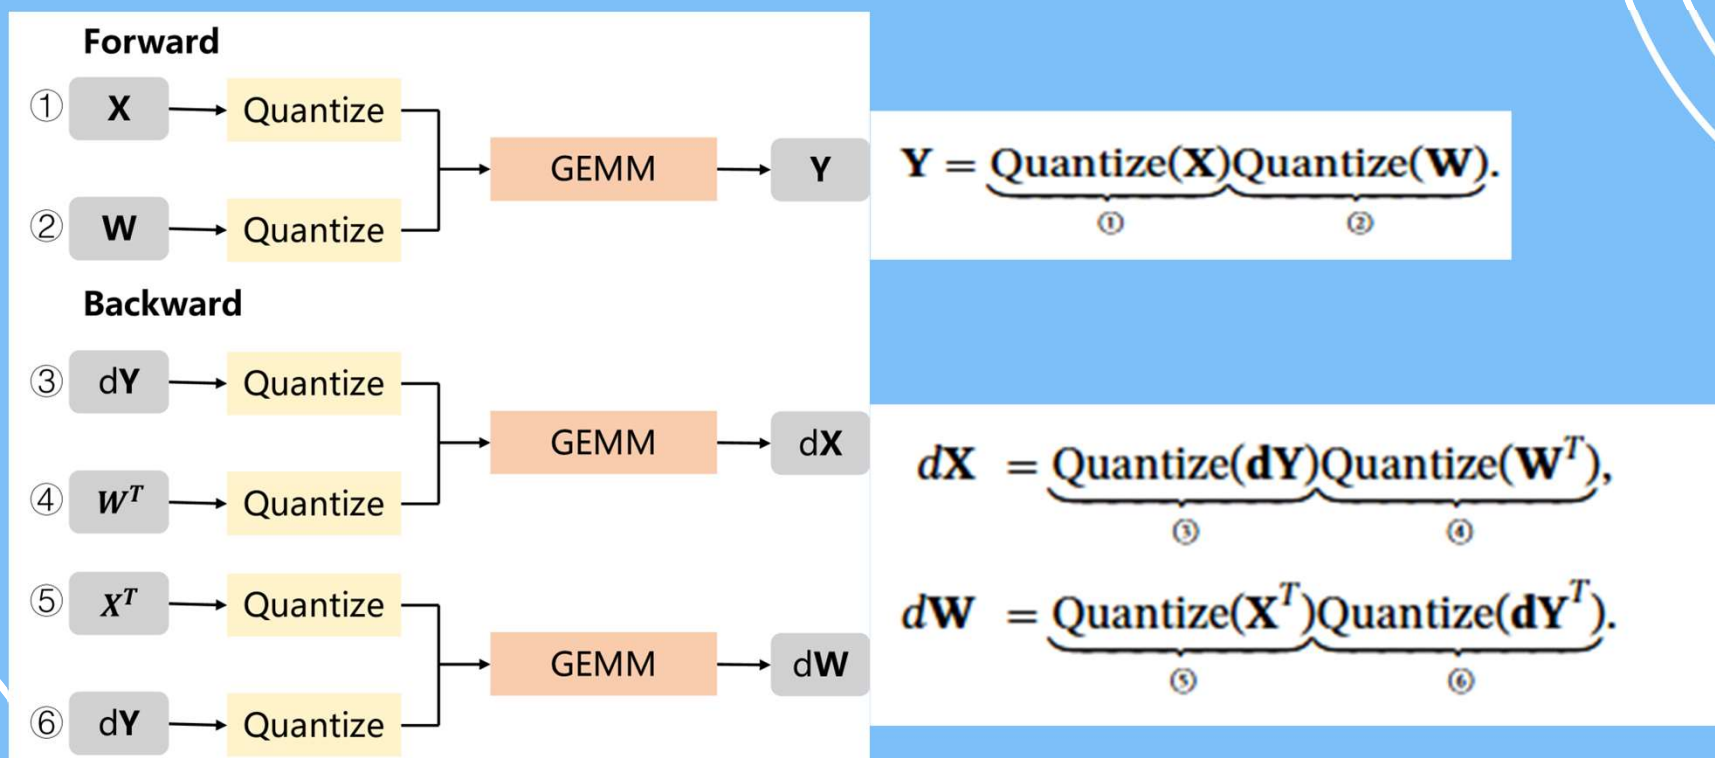 Forward
① X Quantize
GEMM Y
② W Quantize
Backward
③ dY Quantize
GEMM dX
④ W^T Quantize
⑤ X^T Quantize
GEMM dW
⑥ dY Quantize
Y = Quantize(X)Quantize(W).
① ②
dX = Quantize(dY)Quantize(W^T),
③ ④
dW = Quantize(X^T)Quantize(dY^T).
⑤ ⑥